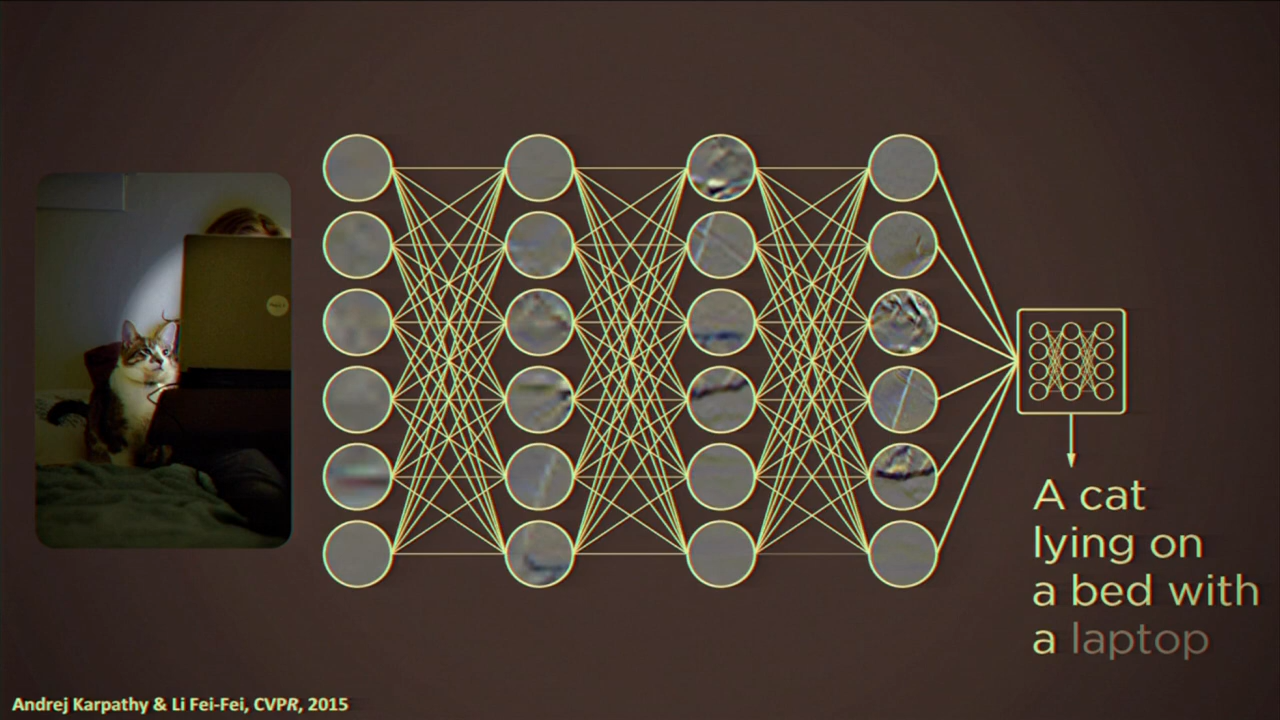 A cat
lying on
a bed with
a laptop
Andrej Karpathy & Li Fei-Fei, CVPR, 2015